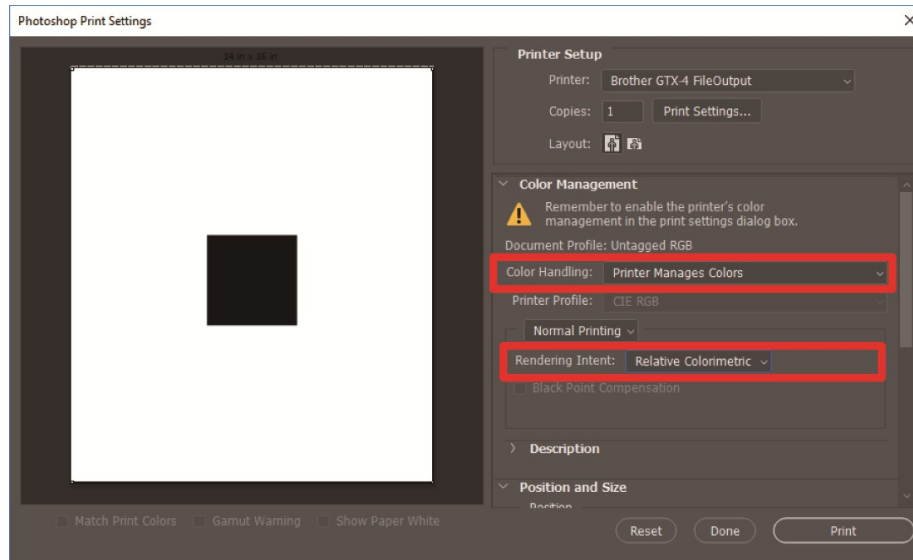 Photoshop Print Settings
14 in x 16 in
Printer Setup
Printer: Brother GTX-4 FileOutput
Copies: 1 Print Settings...
Layout:
Color Management
Remember to enable the printer's color
management in the print settings dialog box.
Document Profile: Untagged RGB
Color Handling: Printer Manages Colors
Printer Profile: CIE RGB
Normal Printing
Rendering Intent: Relative Colorimetric
Black Point Compensation
Description
Position and Size
Position
Match Print Colors Gamut Warning Show Paper White
Reset Done Print